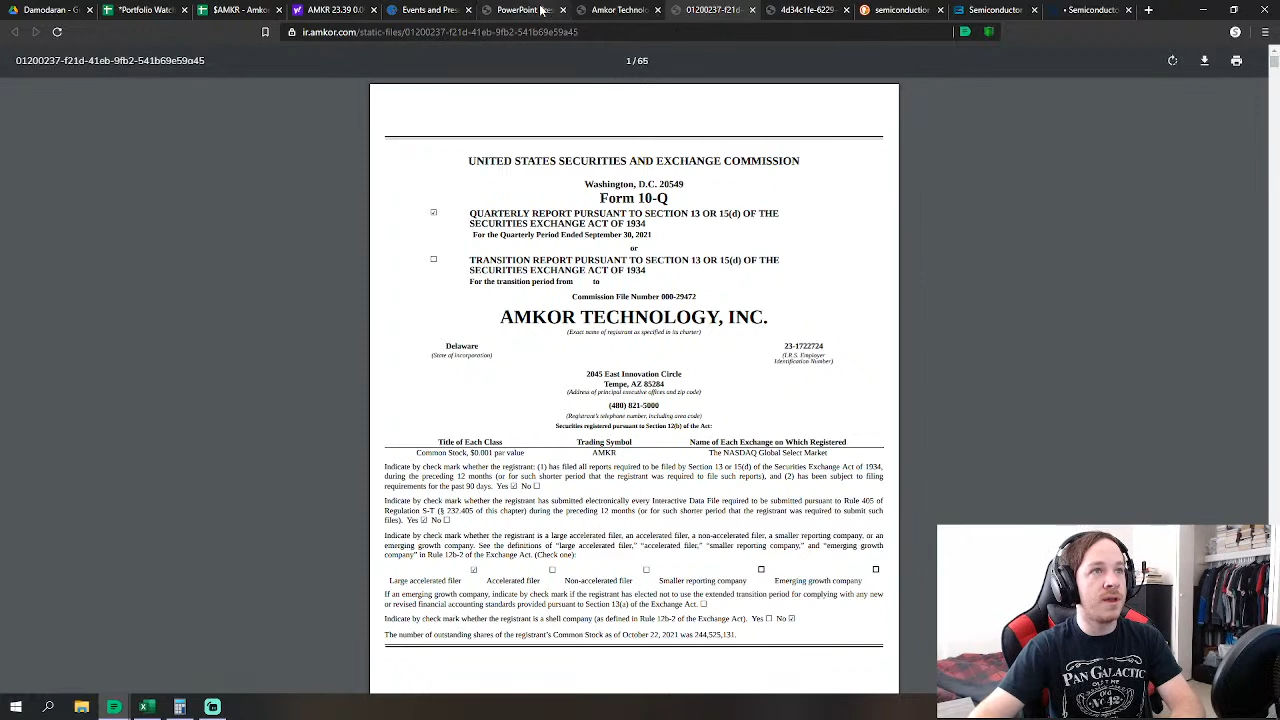 Damodaran - G
*Portfolio Watc
$AMKR - Amko
AMKR 23.39 0.
Events and Pres
PowerPoint Pres
Amkor Technolo
01200237-f21d-
4d34cd1e-6225
semiconduction
Semiconductor
Semiconducto
ir.amkor.com/static-files/01200237-f21d-41eb-9fb2-541b69e59a45
S
01200237-f21d-41eb-9fb2-541b69e59a45
1 / 65
UNITED STATES SECURITIES AND EXCHANGE COMMISSION
Washington, D.C. 20549
Form 10-Q
☑ QUARTERLY REPORT PURSUANT TO SECTION 13 OR 15(d) OF THE
SECURITIES EXCHANGE ACT OF 1934
For the Quarterly Period Ended September 30, 2021
or
☐ TRANSITION REPORT PURSUANT TO SECTION 13 OR 15(d) OF THE
SECURITIES EXCHANGE ACT OF 1934
For the transition period from to
Commission File Number 000-29472
AMKOR TECHNOLOGY, INC.
(Exact name of registrant as specified in its charter)
Delaware 23-1722724
(State of incorporation) (I.R.S. Employer
Identification Number)
2045 East Innovation Circle
Tempe, AZ 85284
(Address of principal executive offices and zip code)
(480) 821-5000
(Registrant's telephone number, including area code)
Securities registered pursuant to Section 12(b) of the Act:
Title of Each Class Trading Symbol Name of Each Exchange on Which Registered
Common Stock, $0.001 par value AMKR The NASDAQ Global Select Market
Indicate by check mark whether the registrant: (1) has filed all reports required to be filed by Section 13 or 15(d) of the Securities Exchange Act of 1934,
during the preceding 12 months (or for such shorter period that the registrant was required to file such reports), and (2) has been subject to filing
requirements for the past 90 days. Yes ☑ No ☐
Indicate by check mark whether the registrant has submitted electronically every Interactive Data File required to be submitted pursuant to Rule 405 of
Regulation S-T (§ 232.405 of this chapter) during the preceding 12 months (or for such shorter period that the registrant was required to submit such
files). Yes ☑ No ☐
Indicate by check mark whether the registrant is a large accelerated filer, an accelerated filer, a non-accelerated filer, a smaller reporting company, or an
emerging growth company. See the definitions of “large accelerated filer,” “accelerated filer,” “smaller reporting company,” and “emerging growth
company” in Rule 12b-2 of the Exchange Act. (Check one):
☑ ☐ ☐ ☐ ☐
Large accelerated filer Accelerated filer Non-accelerated filer Smaller reporting company Emerging growth company
If an emerging growth company, indicate by check mark if the registrant has elected not to use the extended transition period for complying with any new
or revised financial accounting standards provided pursuant to Section 13(a) of the Exchange Act. ☐
Indicate by check mark whether the registrant is a shell company (as defined in Rule 12b-2 of the Exchange Act). Yes ☐ No ☑
The number of outstanding shares of the registrant's Common Stock as of October 22, 2021 was 244,525,131.
PAN GALACTIC